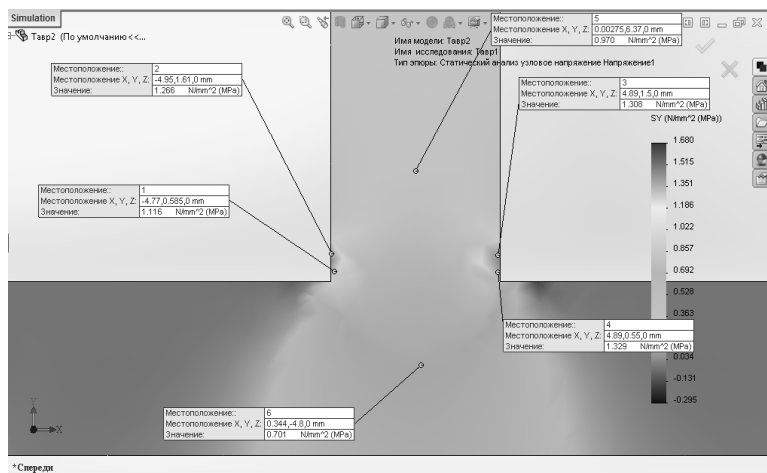 Simulation
Тавр2 (По умолчанию<<...
Имя модели: Тавр2
Имя исследования: Тавр1
Тип эпюры: Статический анализ узловое напряжение Напряжение1
Местоположение:: 5
Местоположение X, Y, Z: 0.00275,6.37,0 mm
Значение: 0.970 N/mm^2 (MPa)
Местоположение:: 2
Местоположение X, Y, Z: -4.95,1.61,0 mm
Значение: 1.266 N/mm^2 (MPa)
Местоположение:: 3
Местоположение X, Y, Z: 4.89,1.5,0 mm
Значение: 1.308 N/mm^2 (MPa)
SY (N/mm^2 (MPa))
1.680
1.515
1.351
1.186
1.022
0.857
0.692
0.528
0.363
0.034
-0.131
-0.295
Местоположение:: 1
Местоположение X, Y, Z: -4.77,0.585,0 mm
Значение: 1.116 N/mm^2 (MPa)
Местоположение:: 4
Местоположение X, Y, Z: 4.89,0.55,0 mm
Значение: 1.329 N/mm^2 (MPa)
Местоположение:: 6
Местоположение X, Y, Z: 0.344,-4.8,0 mm
Значение: 0.701 N/mm^2 (MPa)
Y
X
*Спереди